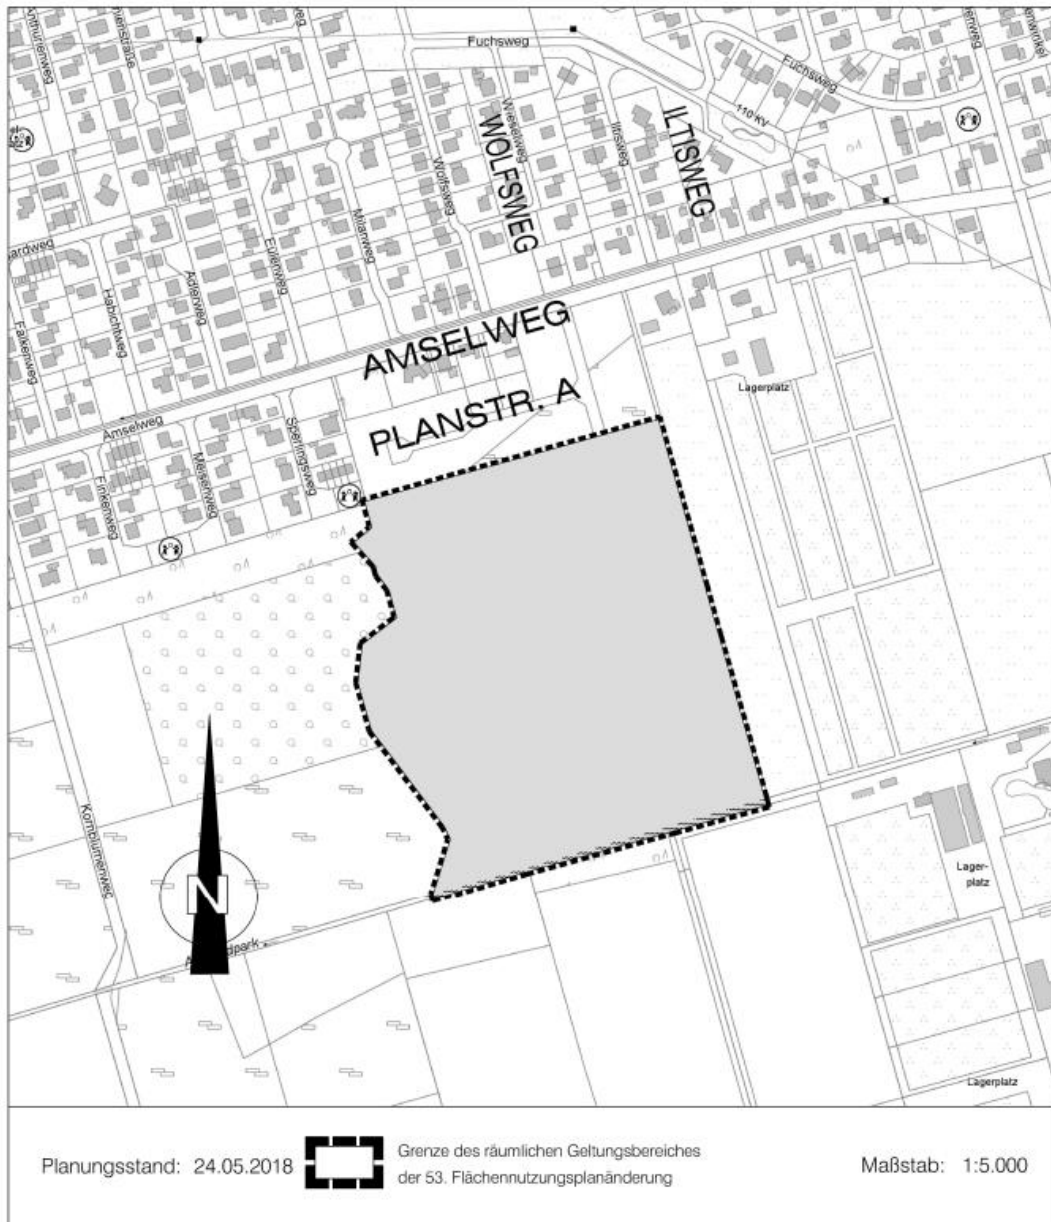 Fuchsweg
Fuchsweg
110 KV
Wieselweg
WOLFSWEG
Wolfsweg
Iltisweg
ILTISWEG
Milanweg
Eulenweg
Adlerweg
Habichtweg
Falkenweg
AMSELWEG
Lagerplatz
PLANSTR. A
Amselweg
Sperlingsweg
Meisenweg
Finkenweg
Kornblumenweg
N
Lager-
platz
Lagerplatz
Planungsstand: 24.05.2018
Grenze des räumlichen Geltungsbereiches
der 53. Flächennutzungsplanänderung
Maßstab: 1:5.000